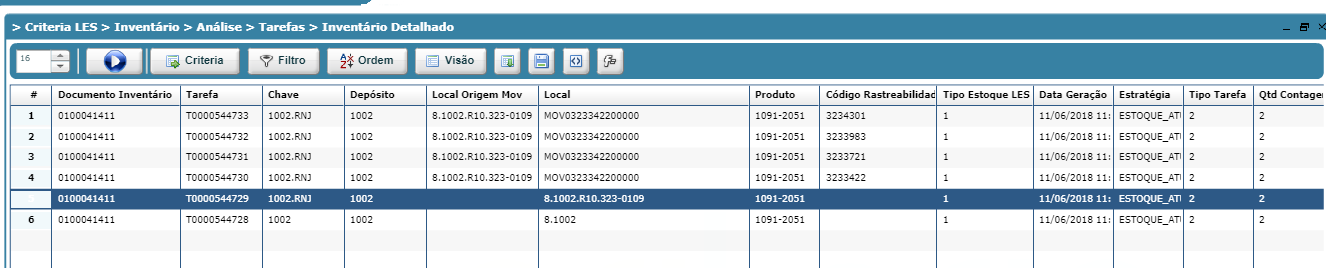 > Criteria LES > Inventário > Análise > Tarefas > Inventário Detalhado
16 Criteria Filtro Ordem Visão
# Documento Inventário Tarefa Chave Depósito Local Origem Mov Local Produto Código Rastreabilidad Tipo Estoque LES Data Geração Estratégia Tipo Tarefa Qtd Contager
1 0100041411 T0000544733 1002.RNJ 1002 8.1002.R10.323-0109 MOV0323342200000 1091-2051 3234301 1 11/06/2018 11: ESTOQUE_ATU 2 2
2 0100041411 T0000544732 1002.RNJ 1002 8.1002.R10.323-0109 MOV0323342200000 1091-2051 3233983 1 11/06/2018 11: ESTOQUE_ATU 2 2
3 0100041411 T0000544731 1002.RNJ 1002 8.1002.R10.323-0109 MOV0323342200000 1091-2051 3233721 1 11/06/2018 11: ESTOQUE_ATU 2 2
4 0100041411 T0000544730 1002.RNJ 1002 8.1002.R10.323-0109 MOV0323342200000 1091-2051 3233422 1 11/06/2018 11: ESTOQUE_ATU 2 2
5 0100041411 T0000544729 1002.RNJ 1002 8.1002.R10.323-0109 1091-2051 1 11/06/2018 11: ESTOQUE_ATU 2 2
6 0100041411 T0000544728 1002 1002 8.1002 1091-2051 1 11/06/2018 11: ESTOQUE_ATU 2 2